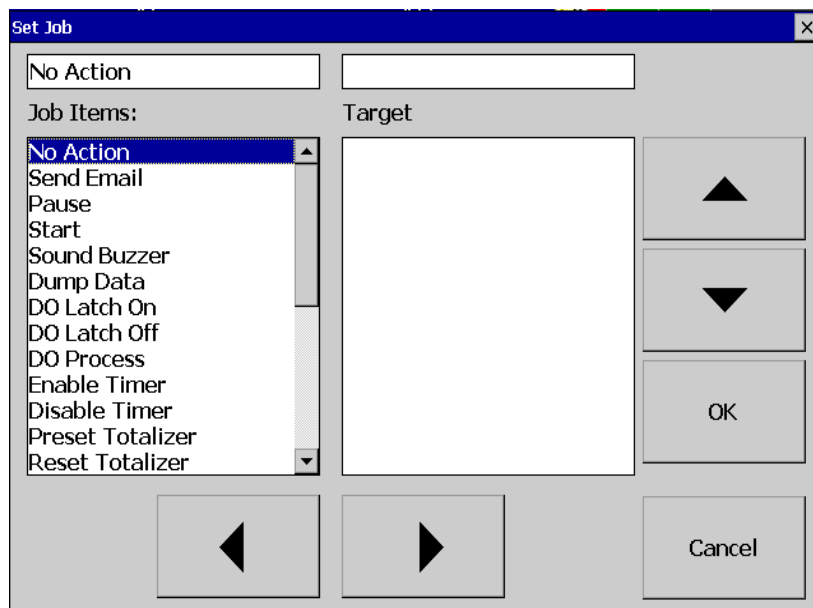 Set Job
No Action
Job Items:
Target
No Action
Send Email
Pause
Start
Sound Buzzer
Dump Data
DO Latch On
DO Latch Off
DO Process
Enable Timer
Disable Timer
Preset Totalizer
Reset Totalizer
OK
Cancel